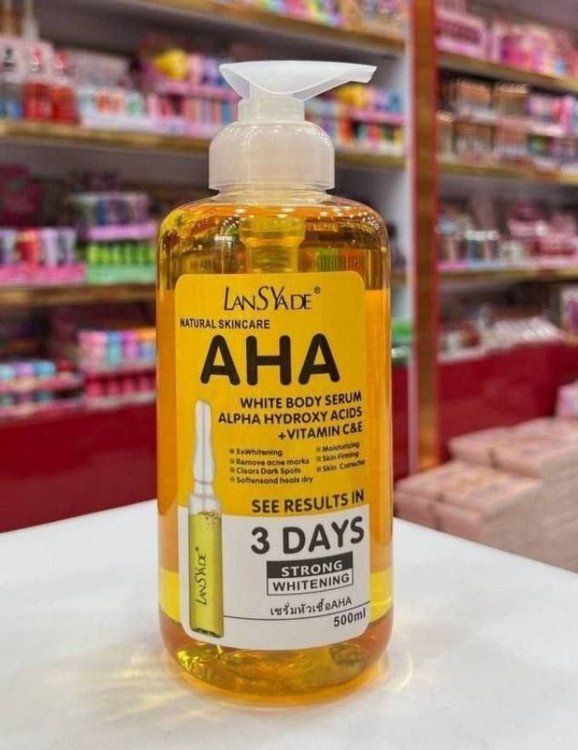 LANSYADE®
NATURAL SKINCARE
AHA
WHITE BODY SERUM
ALPHA HYDROXY ACIDS
+VITAMIN C&E
5xWhitening
Remove acne marks
Clears Dark Spots
Softensand heals dry
Moisturizing
Skin Firming
Skin Corrector
SEE RESULTS IN
3 DAYS
STRONG
WHITENING
เซรั่มหัวเชื้อAHA
500ml
LANSYADE®